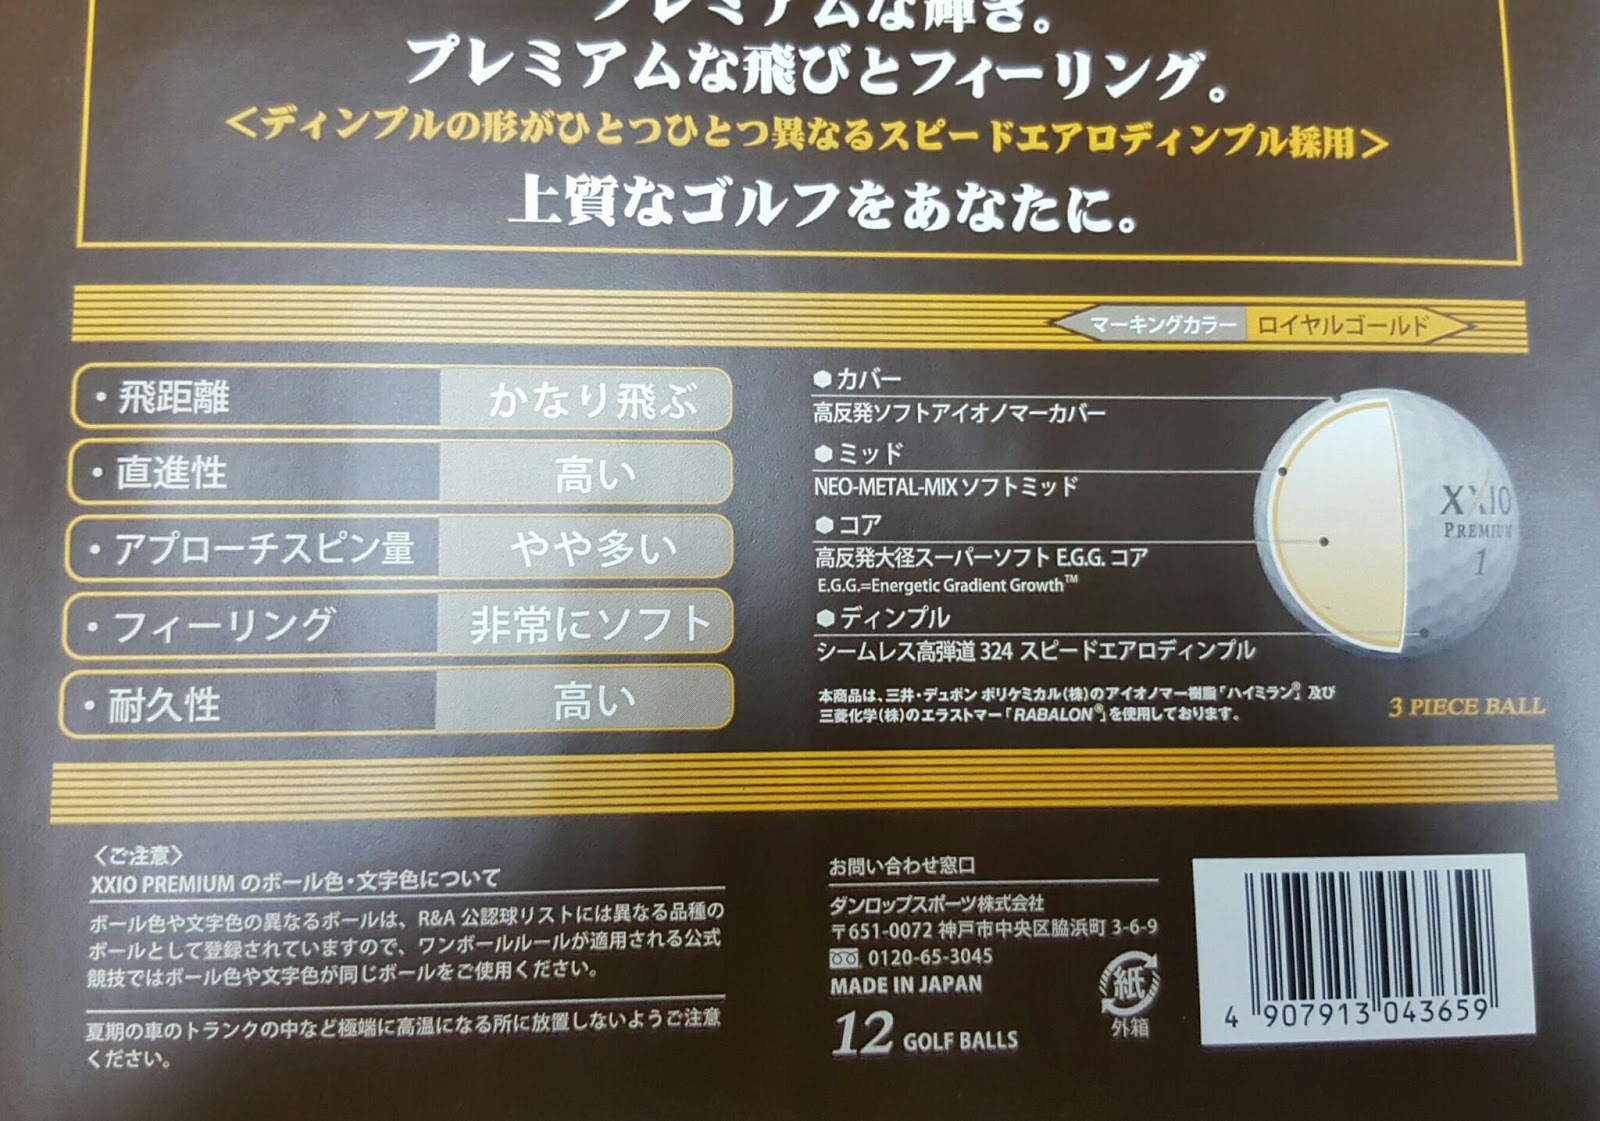 プレミアムな輝き。
プレミアムな飛びとフィーリング。
<ディンプルの形がひとつひとつ異なるスピードエアロディンプル採用>
上質なゴルフをあなたに。
マーキングカラー ロイヤルゴールド
・飛距離 かなり飛ぶ
・直進性 高い
・アプローチスピン量 やや多い
・フィーリング 非常にソフト
・耐久性 高い
●カバー
高反発ソフトアイオノマーカバー
●ミッド
NEO-METAL-MIXソフトミッド
●コア
高反発大径スーパーソフト E.G.G. コア
E.G.G.=Energetic Gradient Growth™
●ディンプル
シームレス高弾道 324 スピードエアロディンプル
本商品は、三井・デュポン ポリケミカル(株)のアイオノマー樹脂「ハイミラン®」及び
三菱化学(株)のエラストマー「RABALON®」を使用しております。
XXIO
PREMIUM
1
3 PIECE BALL
〈ご注意〉
XXIO PREMIUM のボール色・文字色について
ボール色や文字色の異なるボールは、R&A 公認球リストには異なる品種の
ボールとして登録されていますので、ワンボールルールが適用される公式
競技ではボール色や文字色が同じボールをご使用ください。
夏期の車のトランクの中など極端に高温になる所に放置しないようご注意
ください。
お問い合わせ窓口
ダンロップスポーツ株式会社
〒651-0072 神戸市中央区脇浜町 3-6-9
0120-65-3045
MADE IN JAPAN
12 GOLF BALLS
紙
外箱
4 907913 043659